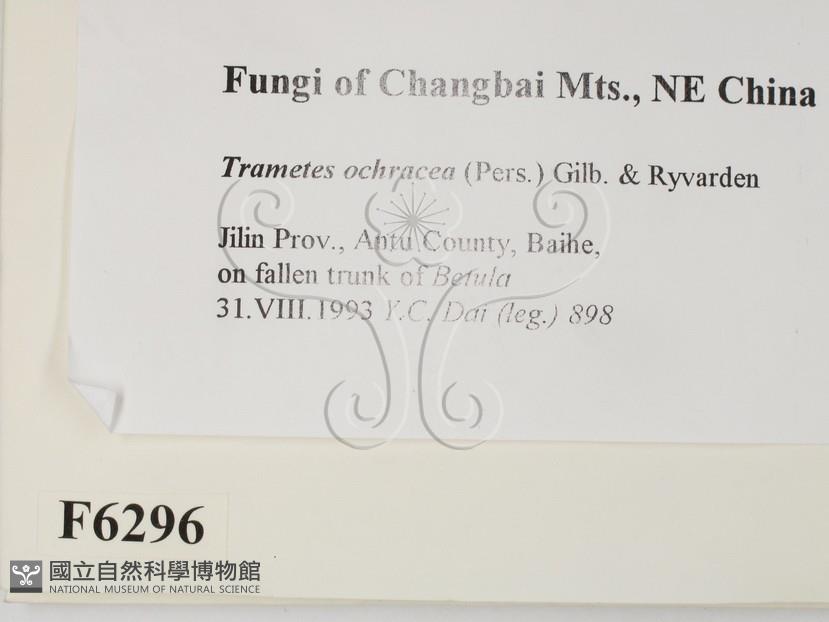 Fungi of Changbai Mts., NE China
Trametes ochracea (Pers.) Gilb. & Ryvarden
Jilin Prov., Antu County, Baihe,
on fallen trunk of Betula
31.VIII.1993 Y.C. Dai (leg.) 898
F6296
國立自然科學博物館
NATIONAL MUSEUM OF NATURAL SCIENCE